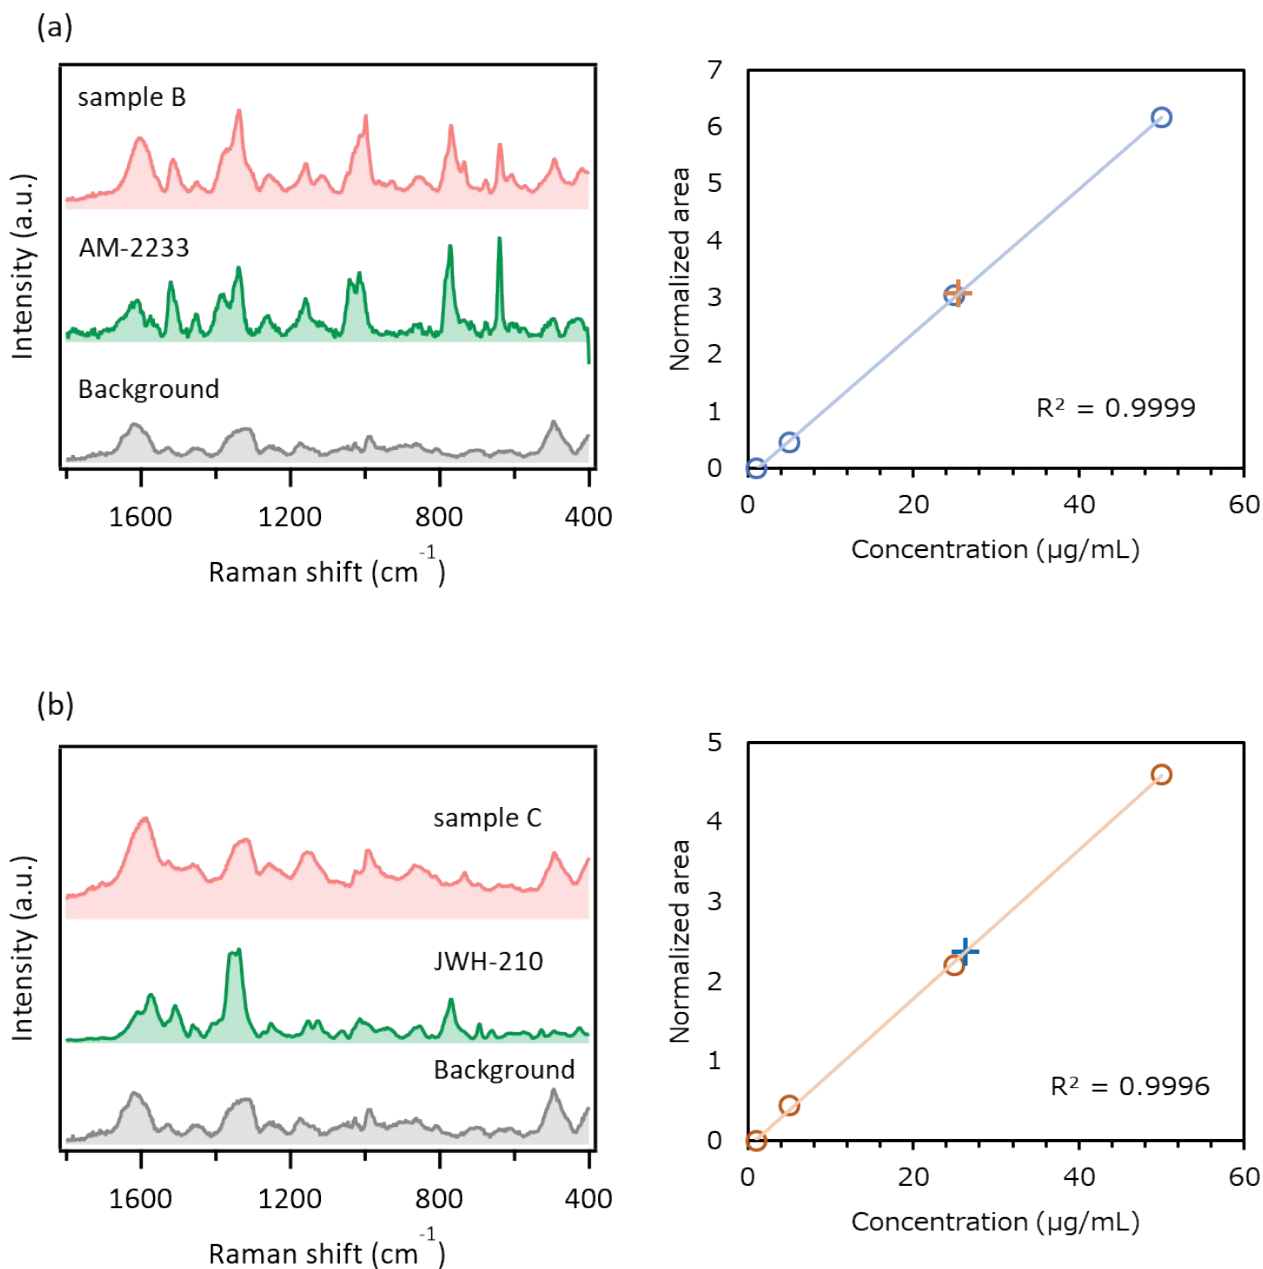 (a)
sample B
AM-2233
Background
Intensity (a.u.)
1600 1200 800 400
Raman shift (cm⁻¹)
7
6
5
4
3
2
1
0
Normalized area
R² = 0.9999
0 20 40 60
Concentration (µg/mL)
(b)
sample C
JWH-210
Background
Intensity (a.u.)
1600 1200 800 400
Raman shift (cm⁻¹)
5
4
3
2
1
0
Normalized area
R² = 0.9996
0 20 40 60
Concentration (µg/mL)